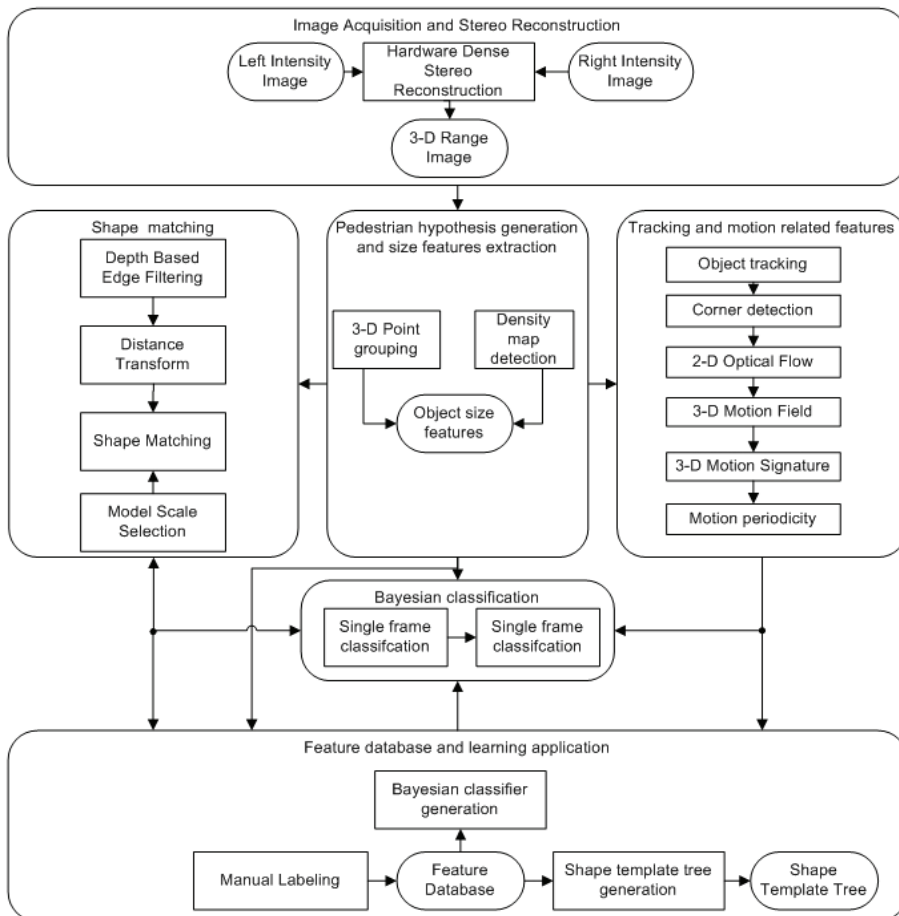 Image Acquisition and Stereo Reconstruction
Left Intensity
Image
Hardware Dense
Stereo
Reconstruction
Right Intensity
Image
3-D Range
Image
Shape matching
Depth Based
Edge Filtering
Distance
Transform
Shape Matching
Model Scale
Selection
Pedestrian hypothesis generation
and size features extraction
3-D Point
grouping
Density
map
detection
Object size
features
Tracking and motion related features
Object tracking
Corner detection
2-D Optical Flow
3-D Motion Field
3-D Motion Signature
Motion periodicity
Bayesian classification
Single frame
classifcation
Single frame
classifcation
Feature database and learning application
Bayesian classifier
generation
Manual Labeling
Feature
Database
Shape template tree
generation
Shape
Template Tree